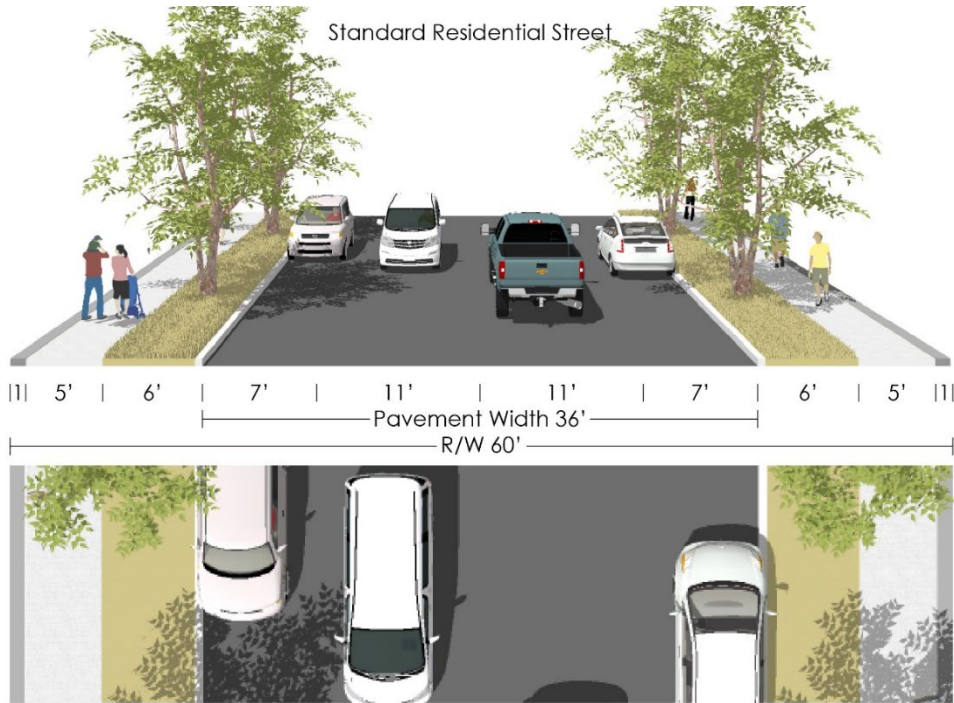 Standard Residential Street
|1| 5' | 6' | 7' | 11' | 11' | 7' | 6' | 5' |1|
Pavement Width 36'
R/W 60'